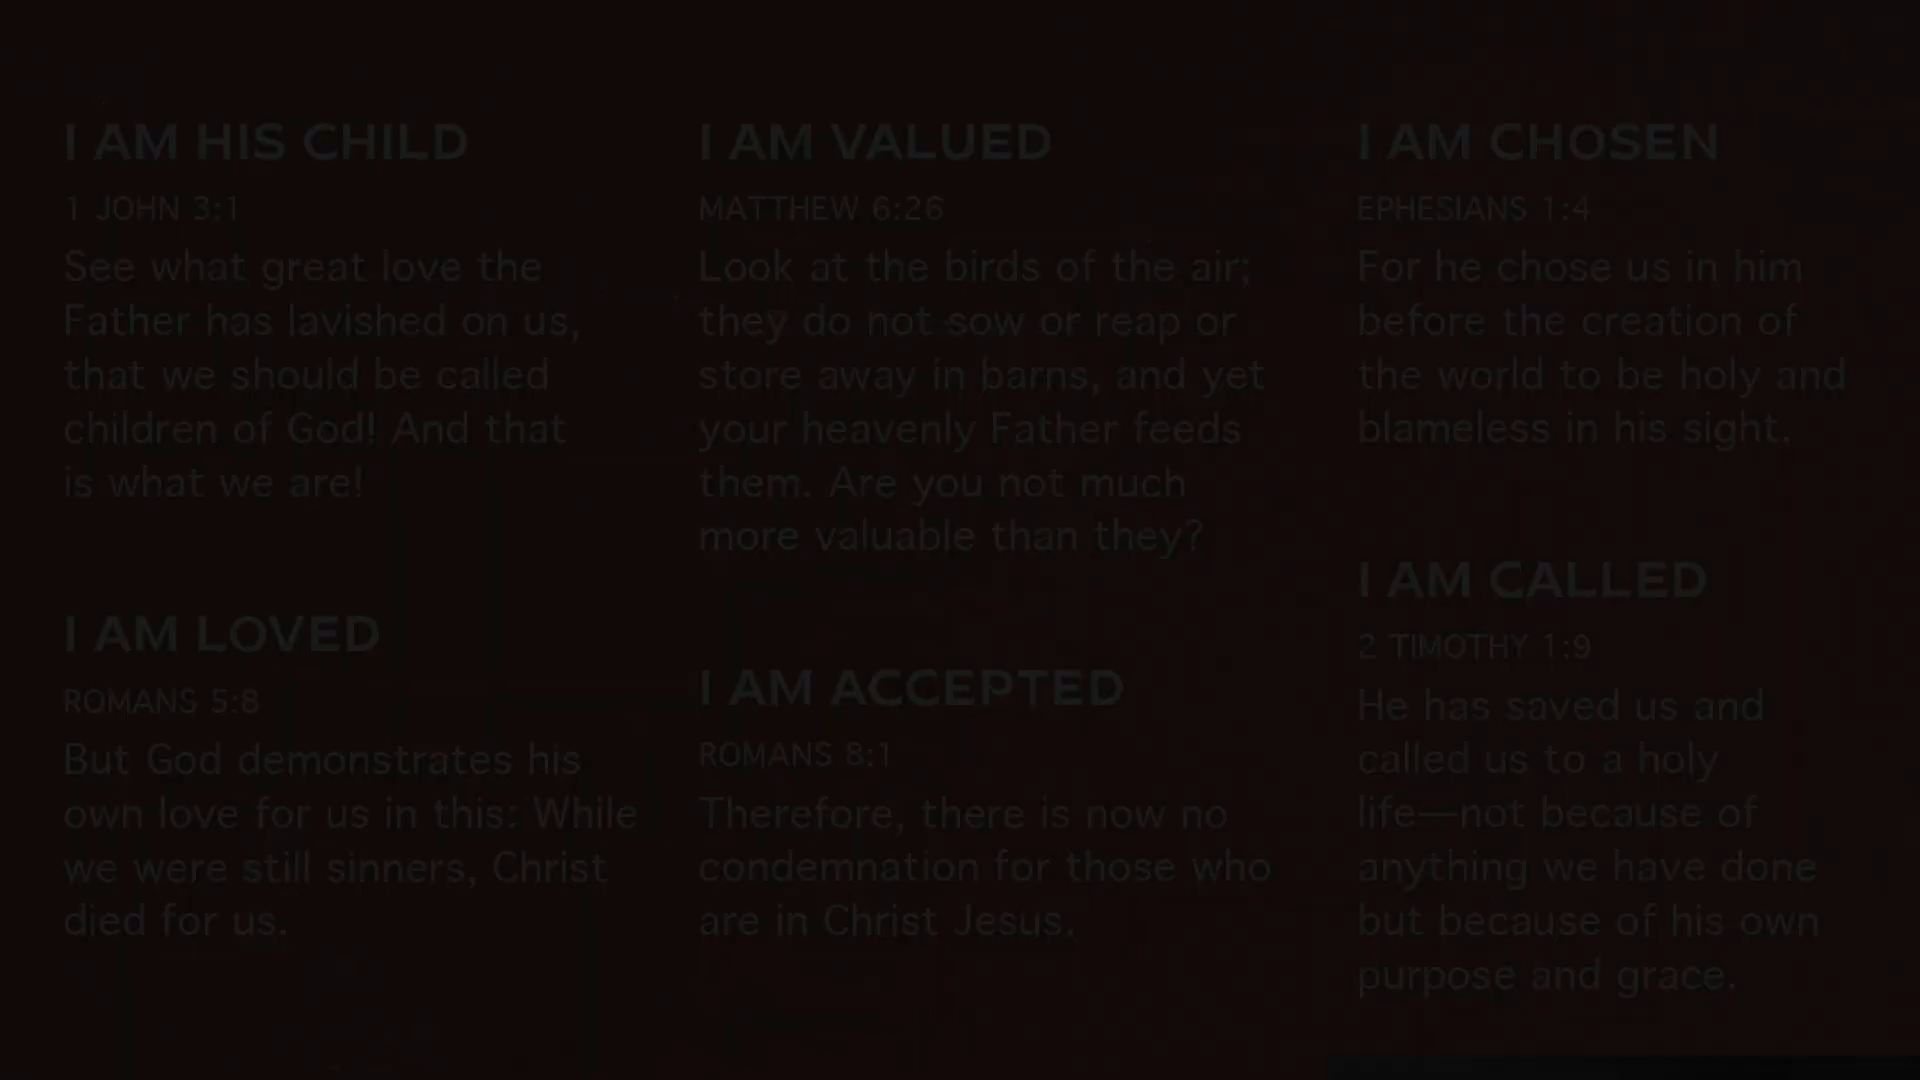 I AM HIS CHILD
1 JOHN 3:1
See what great love the
Father has lavished on us,
that we should be called
children of God! And that
is what we are!
I AM LOVED
ROMANS 5:8
But God demonstrates his
own love for us in this: While
we were still sinners, Christ
died for us.
I AM VALUED
MATTHEW 6:26
Look at the birds of the air;
they do not sow or reap or
store away in barns, and yet
your heavenly Father feeds
them. Are you not much
more valuable than they?
I AM ACCEPTED
ROMANS 8:1
Therefore, there is now no
condemnation for those who
are in Christ Jesus.
I AM CHOSEN
EPHESIANS 1:4
For he chose us in him
before the creation of
the world to be holy and
blameless in his sight.
I AM CALLED
2 TIMOTHY 1:9
He has saved us and
called us to a holy
life—not because of
anything we have done
but because of his own
purpose and grace.